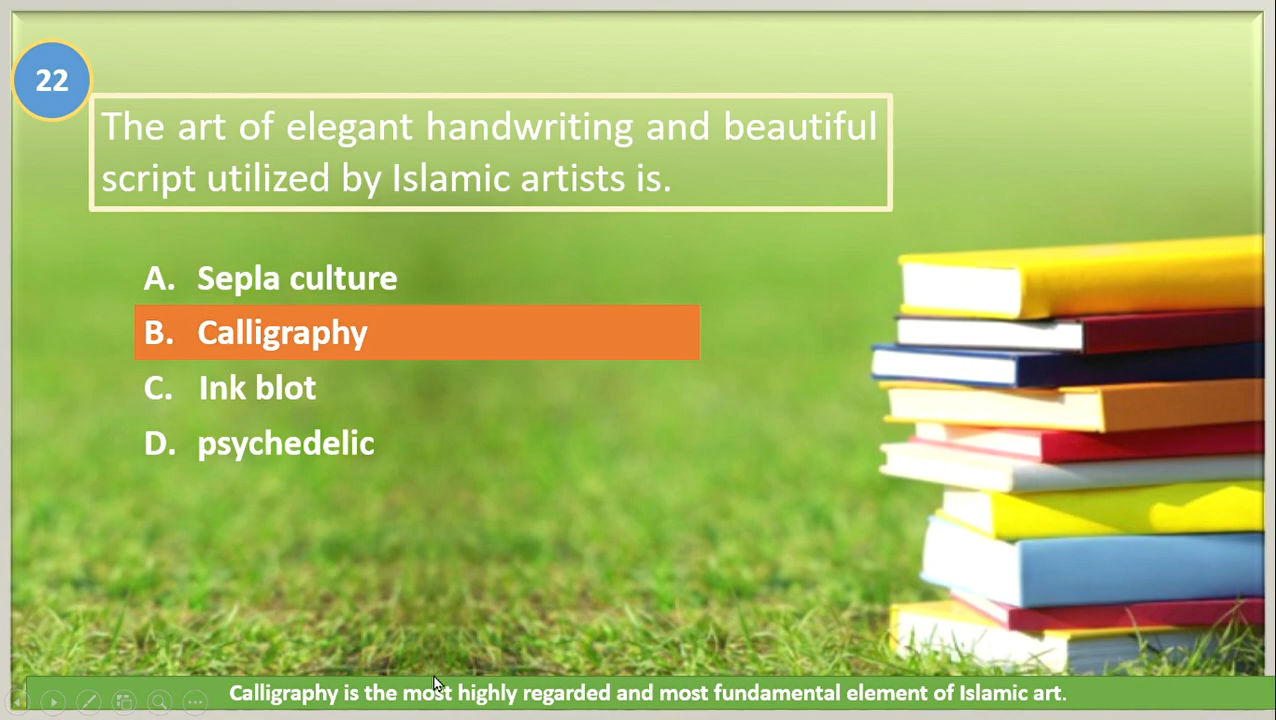 22
The art of elegant handwriting and beautiful
script utilized by Islamic artists is.
A. Sepla culture
B. Calligraphy
C. Ink blot
D. psychedelic
Calligraphy is the most highly regarded and most fundamental element of Islamic art.